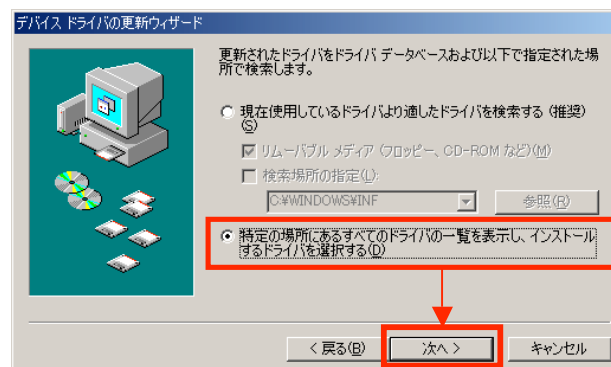 デバイス ドライバの更新ウィザード
更新されたドライバをドライバ データベースおよび以下で指定された場
所で検索します。
現在使用しているドライバより適したドライバを検索する (推奨)
(S)
リムーバブル メディア (フロッピー、CD-ROM など)(M)
検索場所の指定(L):
C:¥WINDOWS¥INF
参照(R)
特定の場所にあるすべてのドライバの一覧を表示し、インストール
するドライバを選択する(D)
< 戻る(B)
次へ >
キャンセル